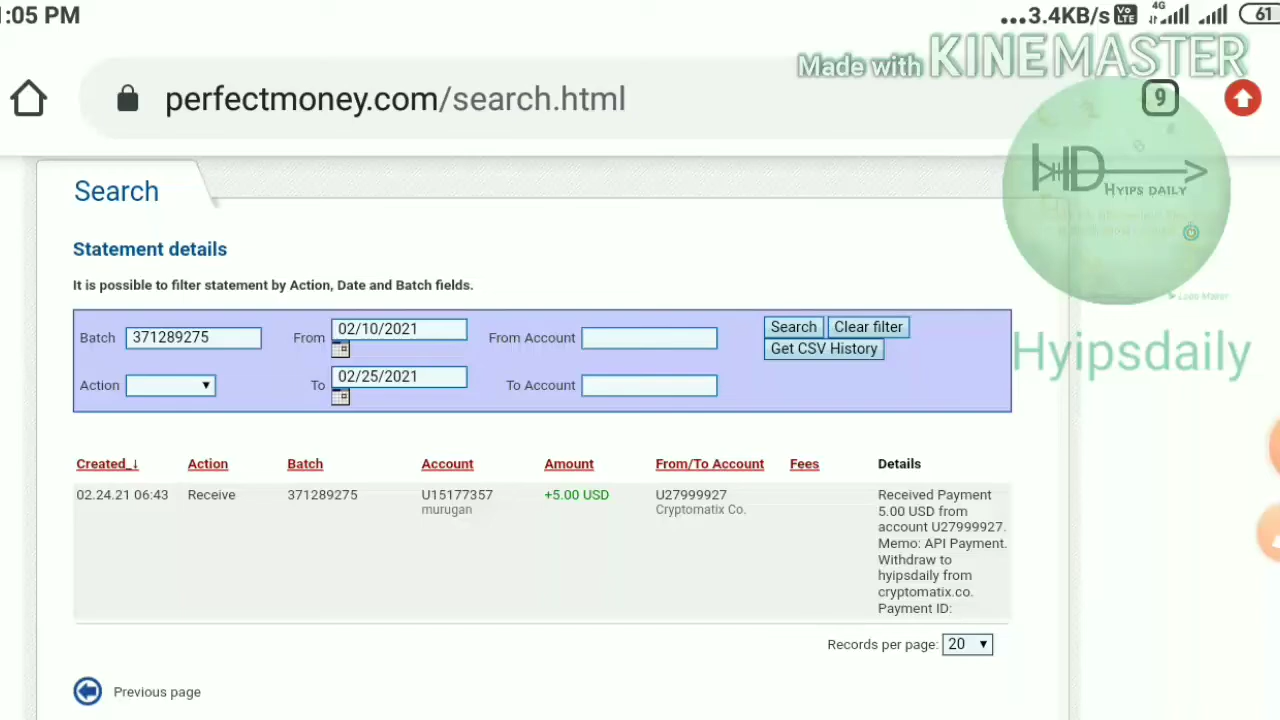 :05 PM
...3.4KB/s Vo LTE 4G 61
Made with KINEMASTER
perfectmoney.com/search.html
9
HD
HYIPS DAILY
Hyipsdaily
Search
Statement details
It is possible to filter statement by Action, Date and Batch fields.
Batch 371289275 From 02/10/2021 From Account Search Clear filter
Get CSV History
Action To 02/25/2021 To Account
Created ↓ Action Batch Account Amount From/To Account Fees Details
02.24.21 06:43 Receive 371289275 U15177357 +5.00 USD U27999927 Received Payment
murugan Cryptomatix Co. 5.00 USD from
account U27999927.
Memo: API Payment.
Withdraw to
hyipsdaily from
cryptomatix.co.
Payment ID:
Records per page: 20
Previous page